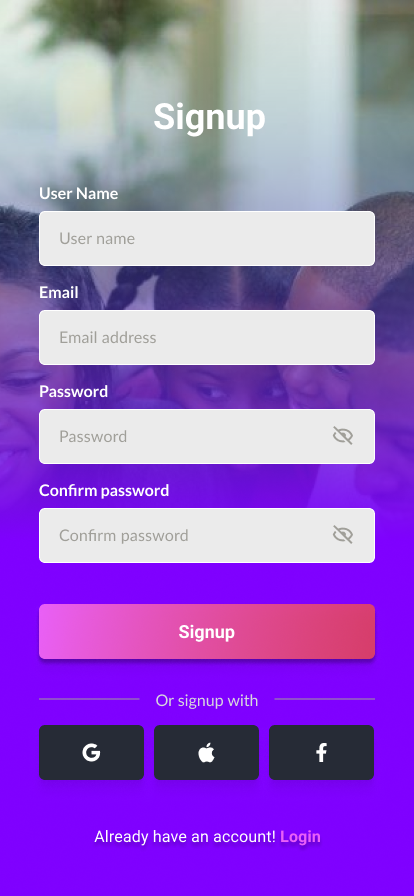 Signup
User Name
User name
Email
Email address
Password
Password
Confirm password
Confirm password
Signup
Or signup with
Already have an account! Login